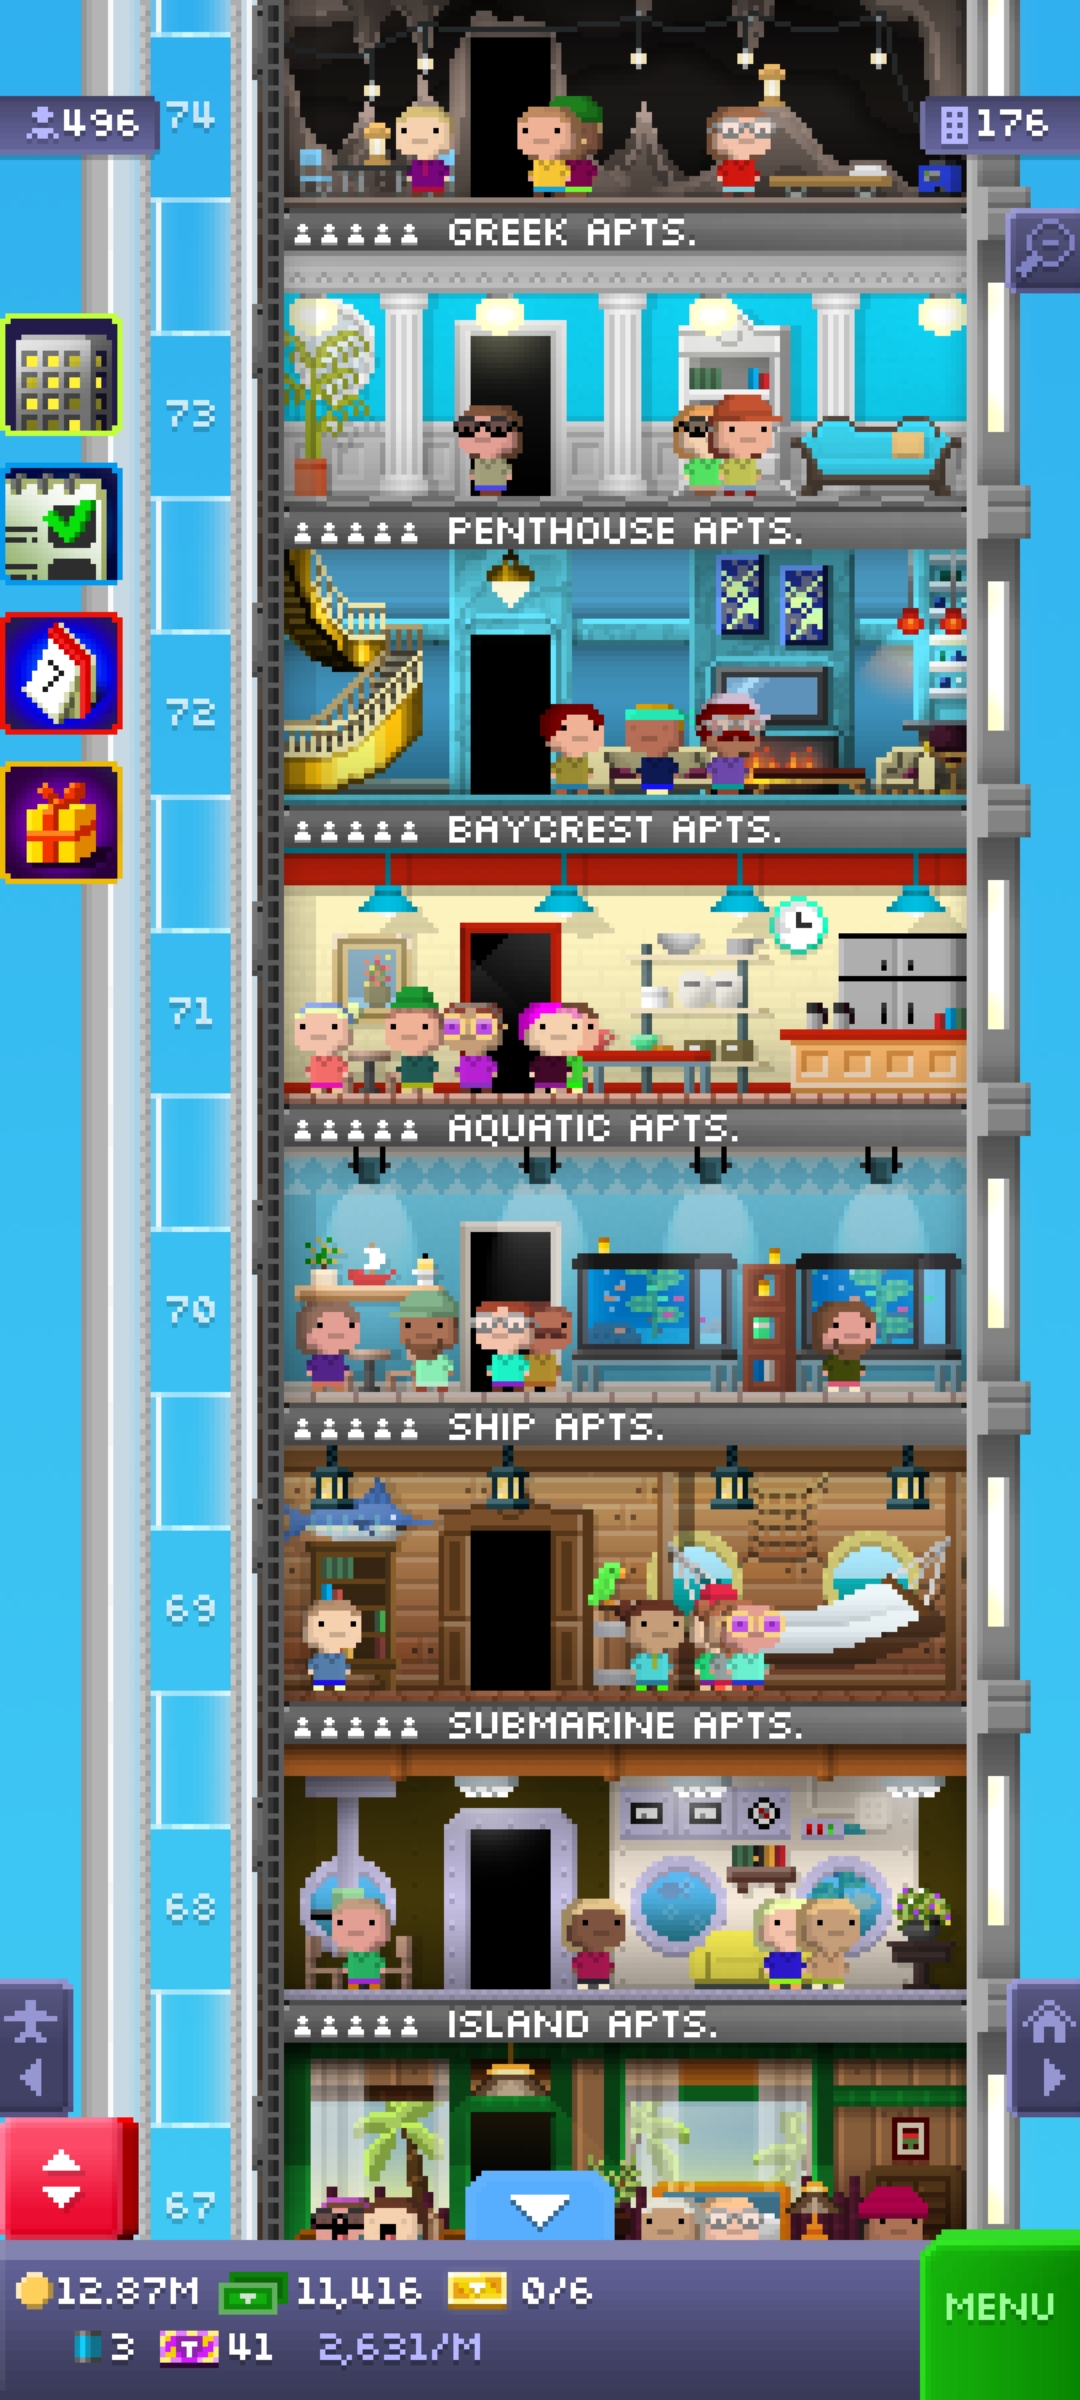 74
496
176
GREEK APTS.
73
PENTHOUSE APTS.
72
BAYCREST APTS.
71
AQUATIC APTS.
70
SHIP APTS.
69
SUBMARINE APTS.
68
ISLAND APTS.
67
12.87M 11,416 0/6
3 T 41 2,631/M
MENU